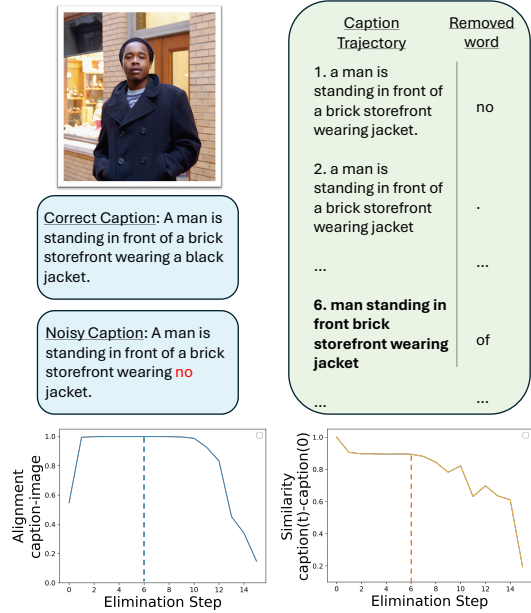 Correct Caption: A man is
standing in front of a brick
storefront wearing a black
jacket.
Noisy Caption: A man is
standing in front of a brick
storefront wearing no
jacket.
Caption Trajectory
Removed word
1. a man is
standing in front of
a brick storefront
wearing jacket.
no
2. a man is
standing in front of
a brick storefront
wearing jacket
.
...
...
6. man standing in
front brick
storefront wearing
jacket
of
...
...
Alignment
caption-image
1.0
0.8
0.6
0.4
0.2
0.0
0 2 4 6 8 10 12 14
Elimination Step
Similarity
caption(t)-caption(0)
1.0
0.8
0.6
0.4
0.2
0 2 4 6 8 10 12 14
Elimination Step